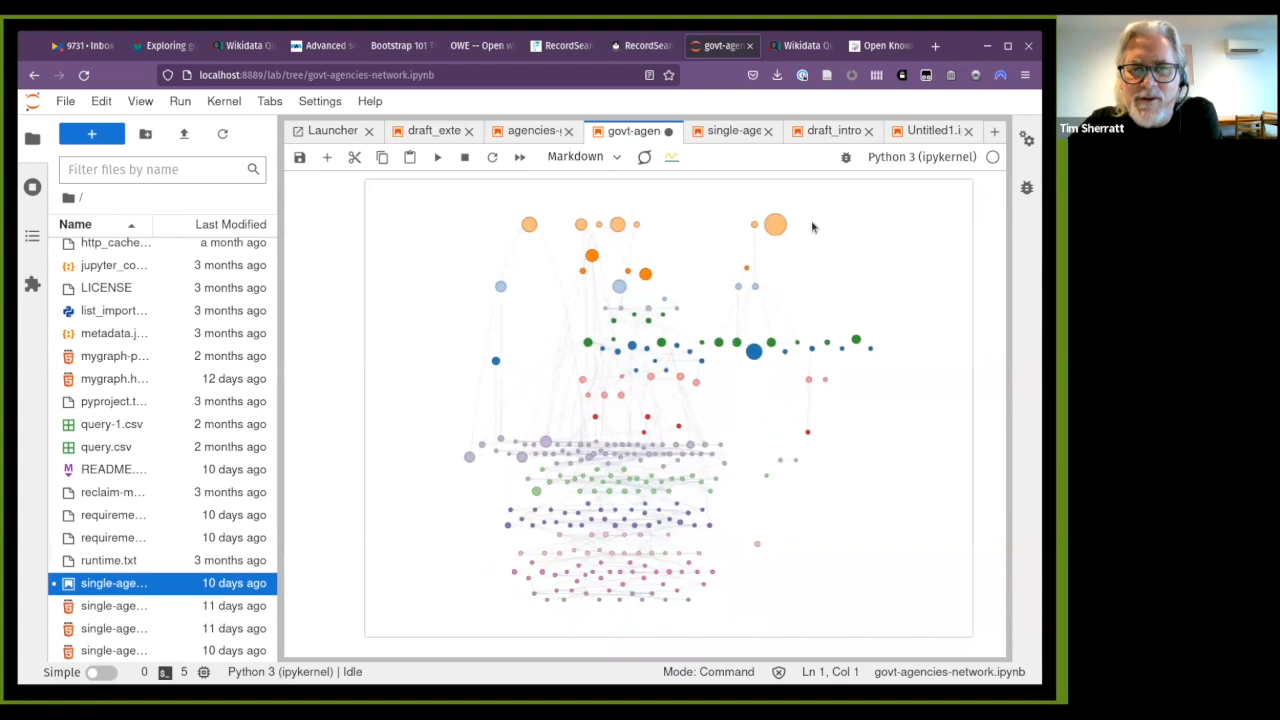 9731 • Inbox
Exploring go
Wikidata Qu
Advanced se
Bootstrap 101 T
OWE -- Open w
RecordSear
RecordSear
govt-agen
Wikidata Qu
Open Know
localhost:8889/lab/tree/govt-agencies-network.ipynb
File Edit View Run Kernel Tabs Settings Help
Launcher
draft_exte
agencies-
govt-agen
single-age
draft_intro
Untitled1.i
Filter files by name
Markdown
Python 3 (ipykernel)
/
Name Last Modified
http_cache… a month ago
jupyter_co… 3 months ago
LICENSE 3 months ago
list_import… 3 months ago
metadata.j… 3 months ago
mygraph-p… 2 months ago
mygraph.h… 12 days ago
pyproject.t… 3 months ago
query-1.csv 2 months ago
query.csv 2 months ago
README.… 10 days ago
reclaim-m… 3 months ago
requireme… 10 days ago
requireme… 10 days ago
runtime.txt 3 months ago
single-age… 10 days ago
single-age… 11 days ago
single-age… 11 days ago
single-age… 10 days ago
Simple 0 5 Python 3 (ipykernel) | Idle Mode: Command Ln 1, Col 1 govt-agencies-network.ipynb
Tim Sherratt